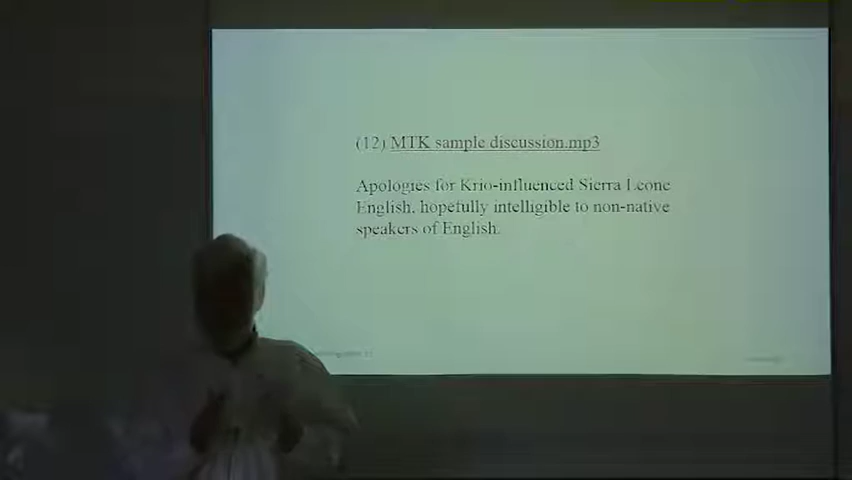 (12) MTK sample discussion.mp3
Apologies for Krio-influenced Sierra Leone
English, hopefully intelligible to non-native
speakers of English.